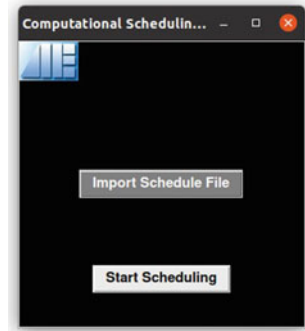 Computational Schedulin...
Import Schedule File
Start Scheduling